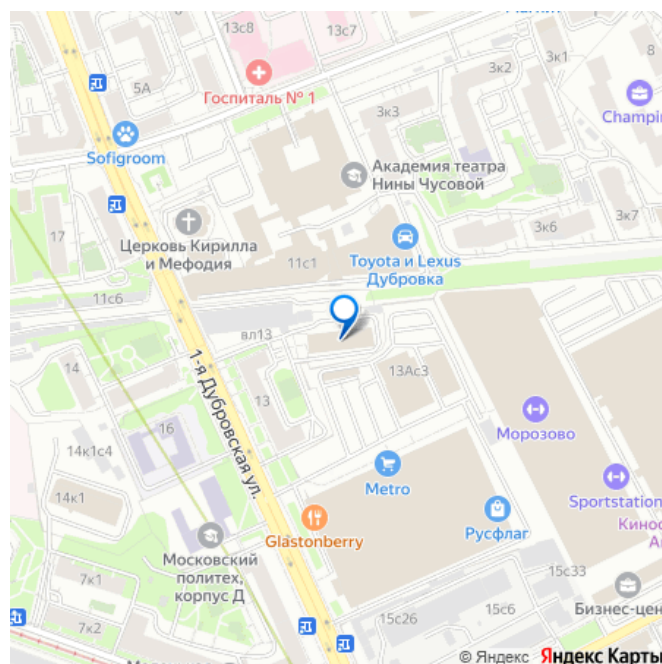 13с8
13с7
3к1
8
3к2
5А
Госпиталь № 1
Champin
3к3
Sofigroom
Академия театра
Нины Чусовой
3к7
17
Церковь Кирилла
и Мефодия
3к6
Toyota и Lexus
Дубровка
11с1
11с6
вл13
14
1-я Дубровская ул.
13Ас3
13
16
Морозово
14к1с4
Metro
14к1
Sportstation
Русфлаг
Кинос
Glastonberry
Московский
политех,
корпус Д
15с33
7к1
Бизнес-цен
15с6
15с26
7к2
© Яндекс Яндекс Карты